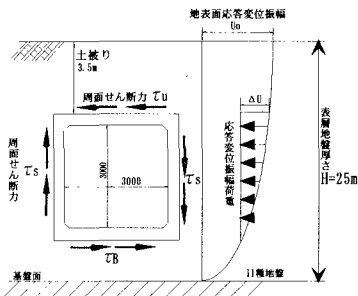 地表面応答変位振幅
Uo
土被り
3.5m
周面せん断力 τu
ΔU
周面せん断力
τs
3000
3000
τs
応答変位振幅荷重
表層地盤厚さ
H=25m
τB
基盤面
II種地盤